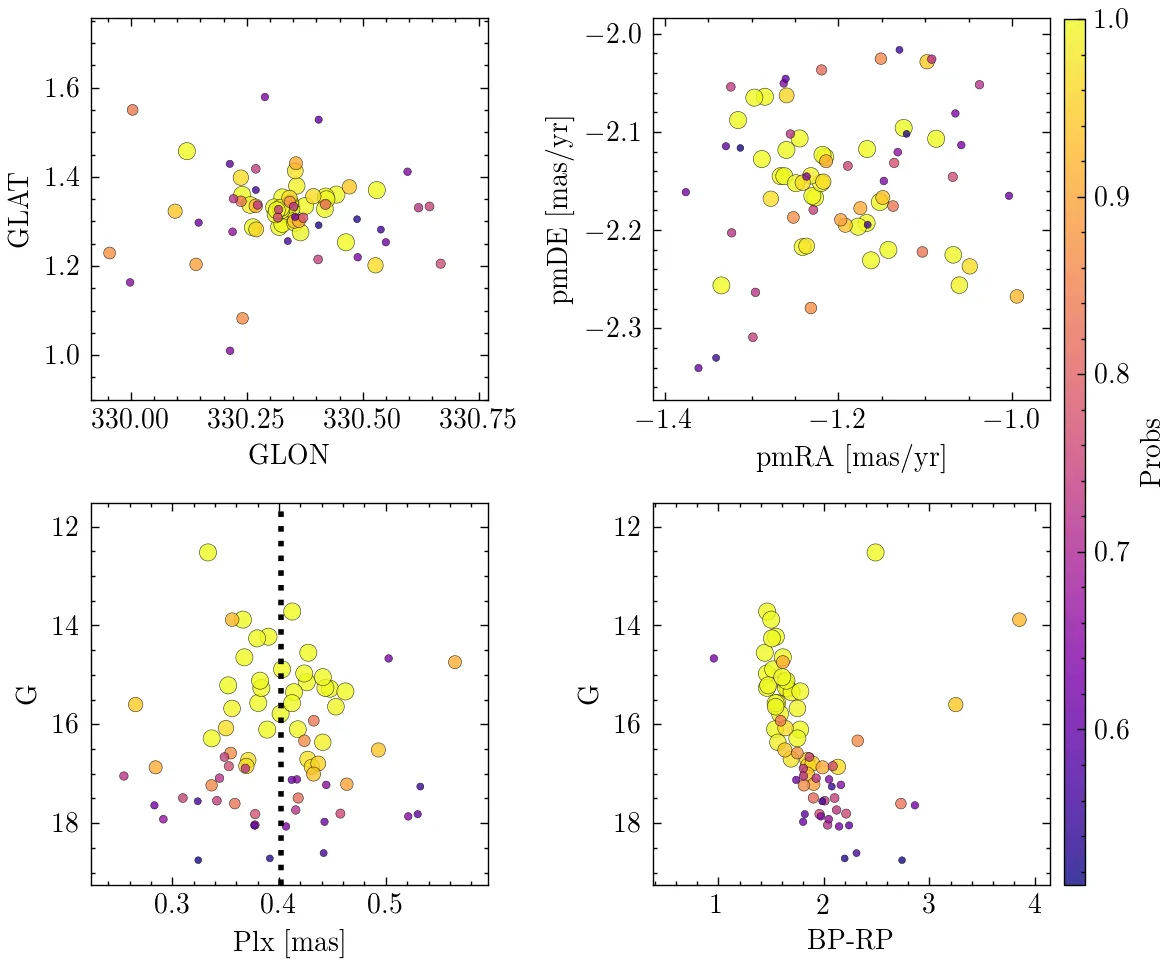 1.6
1.4
1.2
1.0
GLAT
330.00 330.25 330.50 330.75
GLON
−2.0
−2.1
−2.2
−2.3
pmDE [mas/yr]
−1.4 −1.2 −1.0
pmRA [mas/yr]
12
14
16
18
G
0.3 0.4 0.5
Plx [mas]
12
14
16
18
G
1 2 3 4
BP-RP
1.0
0.9
0.8
0.7
0.6
Probs